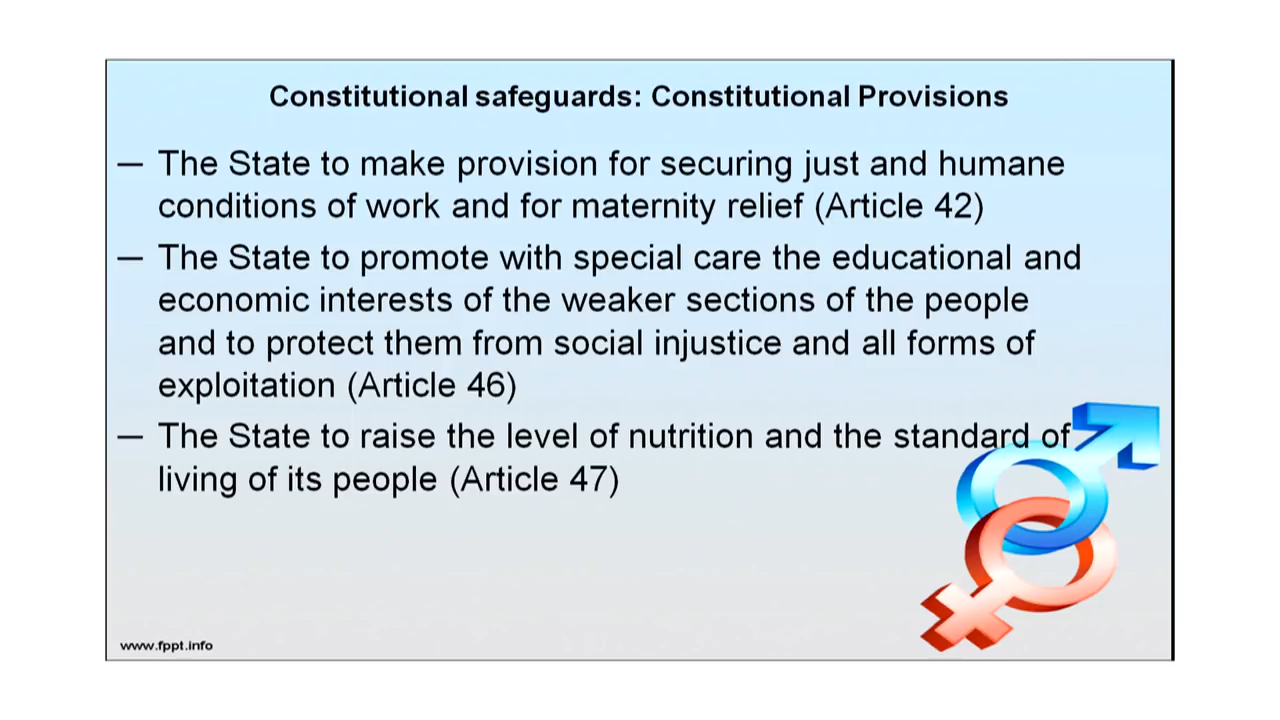 Constitutional safeguards: Constitutional Provisions
— The State to make provision for securing just and humane
conditions of work and for maternity relief (Article 42)
— The State to promote with special care the educational and
economic interests of the weaker sections of the people
and to protect them from social injustice and all forms of
exploitation (Article 46)
— The State to raise the level of nutrition and the standard of
living of its people (Article 47)
www.fppt.info